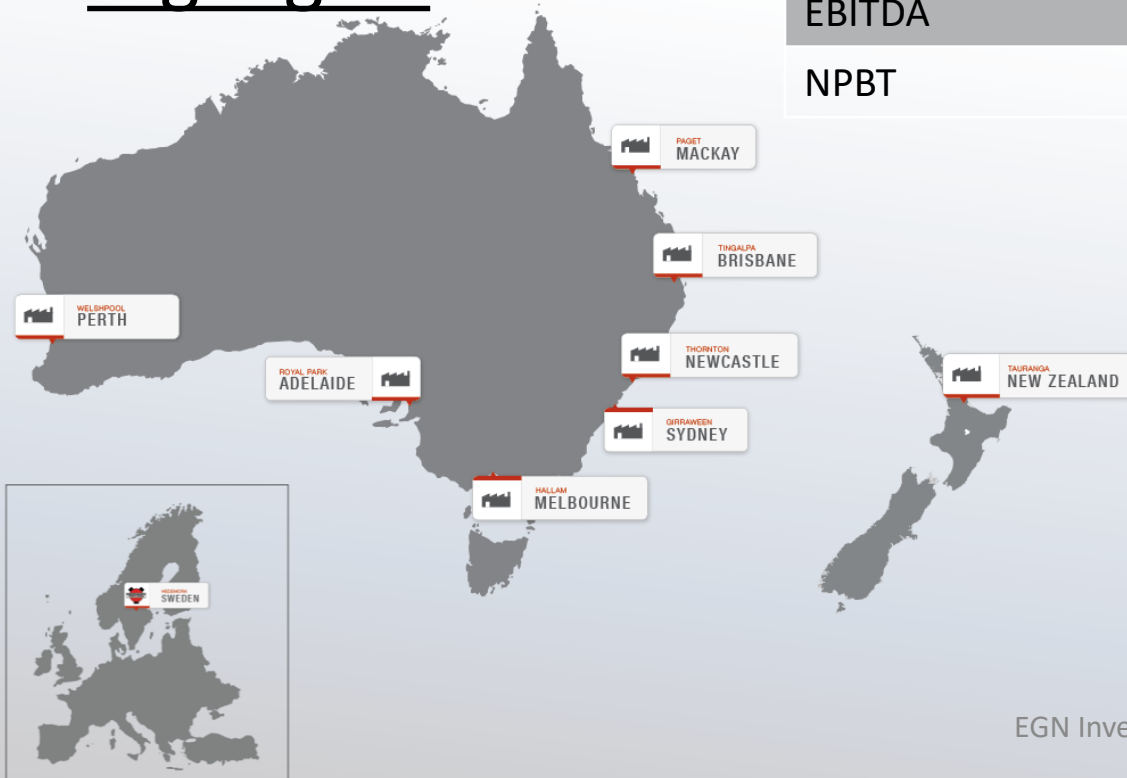 EBITDA
NPBT
PAGET
MACKAY
TINGALPA
BRISBANE
WELSHPOOL
PERTH
THORNTON
NEWCASTLE
ROYAL PARK
ADELAIDE
TAURANGA
NEW ZEALAND
GIRRAWEEN
SYDNEY
HALLAM
MELBOURNE
HEDEMORA
SWEDEN
EGN Inve